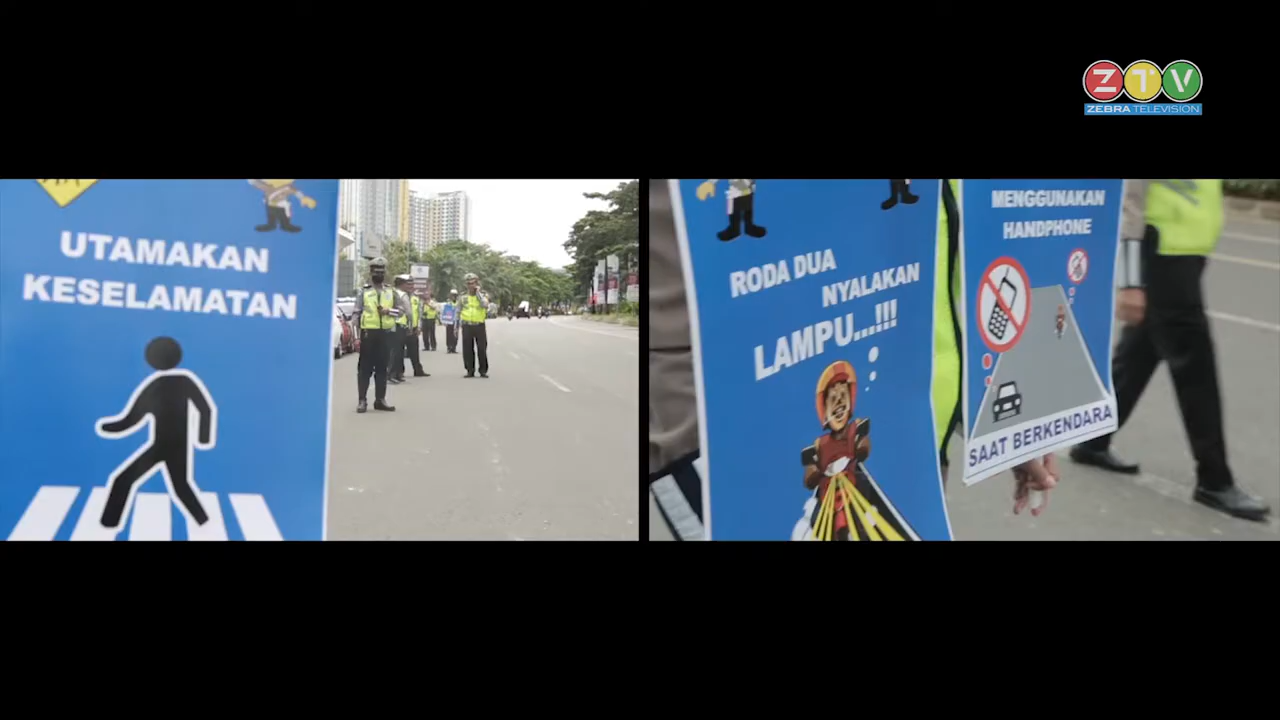 ZTV
ZEBRA TELEVISION
UTAMAKAN
KESELAMATAN
RODA DUA
NYALAKAN
LAMPU...!!!
MENGGUNAKAN
HANDPHONE
SAAT BERKENDARA